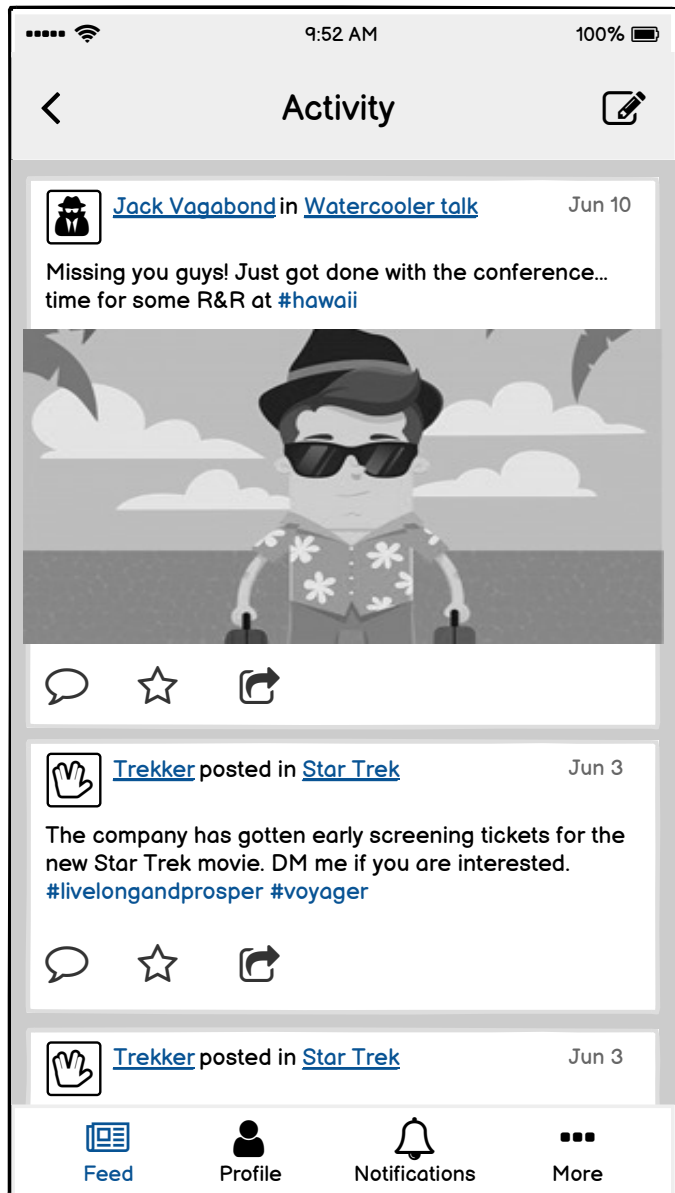 9:52 AM 100%
Activity
Jack Vagabond in Watercooler talk Jun 10
Missing you guys! Just got done with the conference...
time for some R&R at #hawaii
Trekker posted in Star Trek Jun 3
The company has gotten early screening tickets for the
new Star Trek movie. DM me if you are interested.
#livelongandprosper #voyager
Trekker posted in Star Trek Jun 3
Feed Profile Notifications More